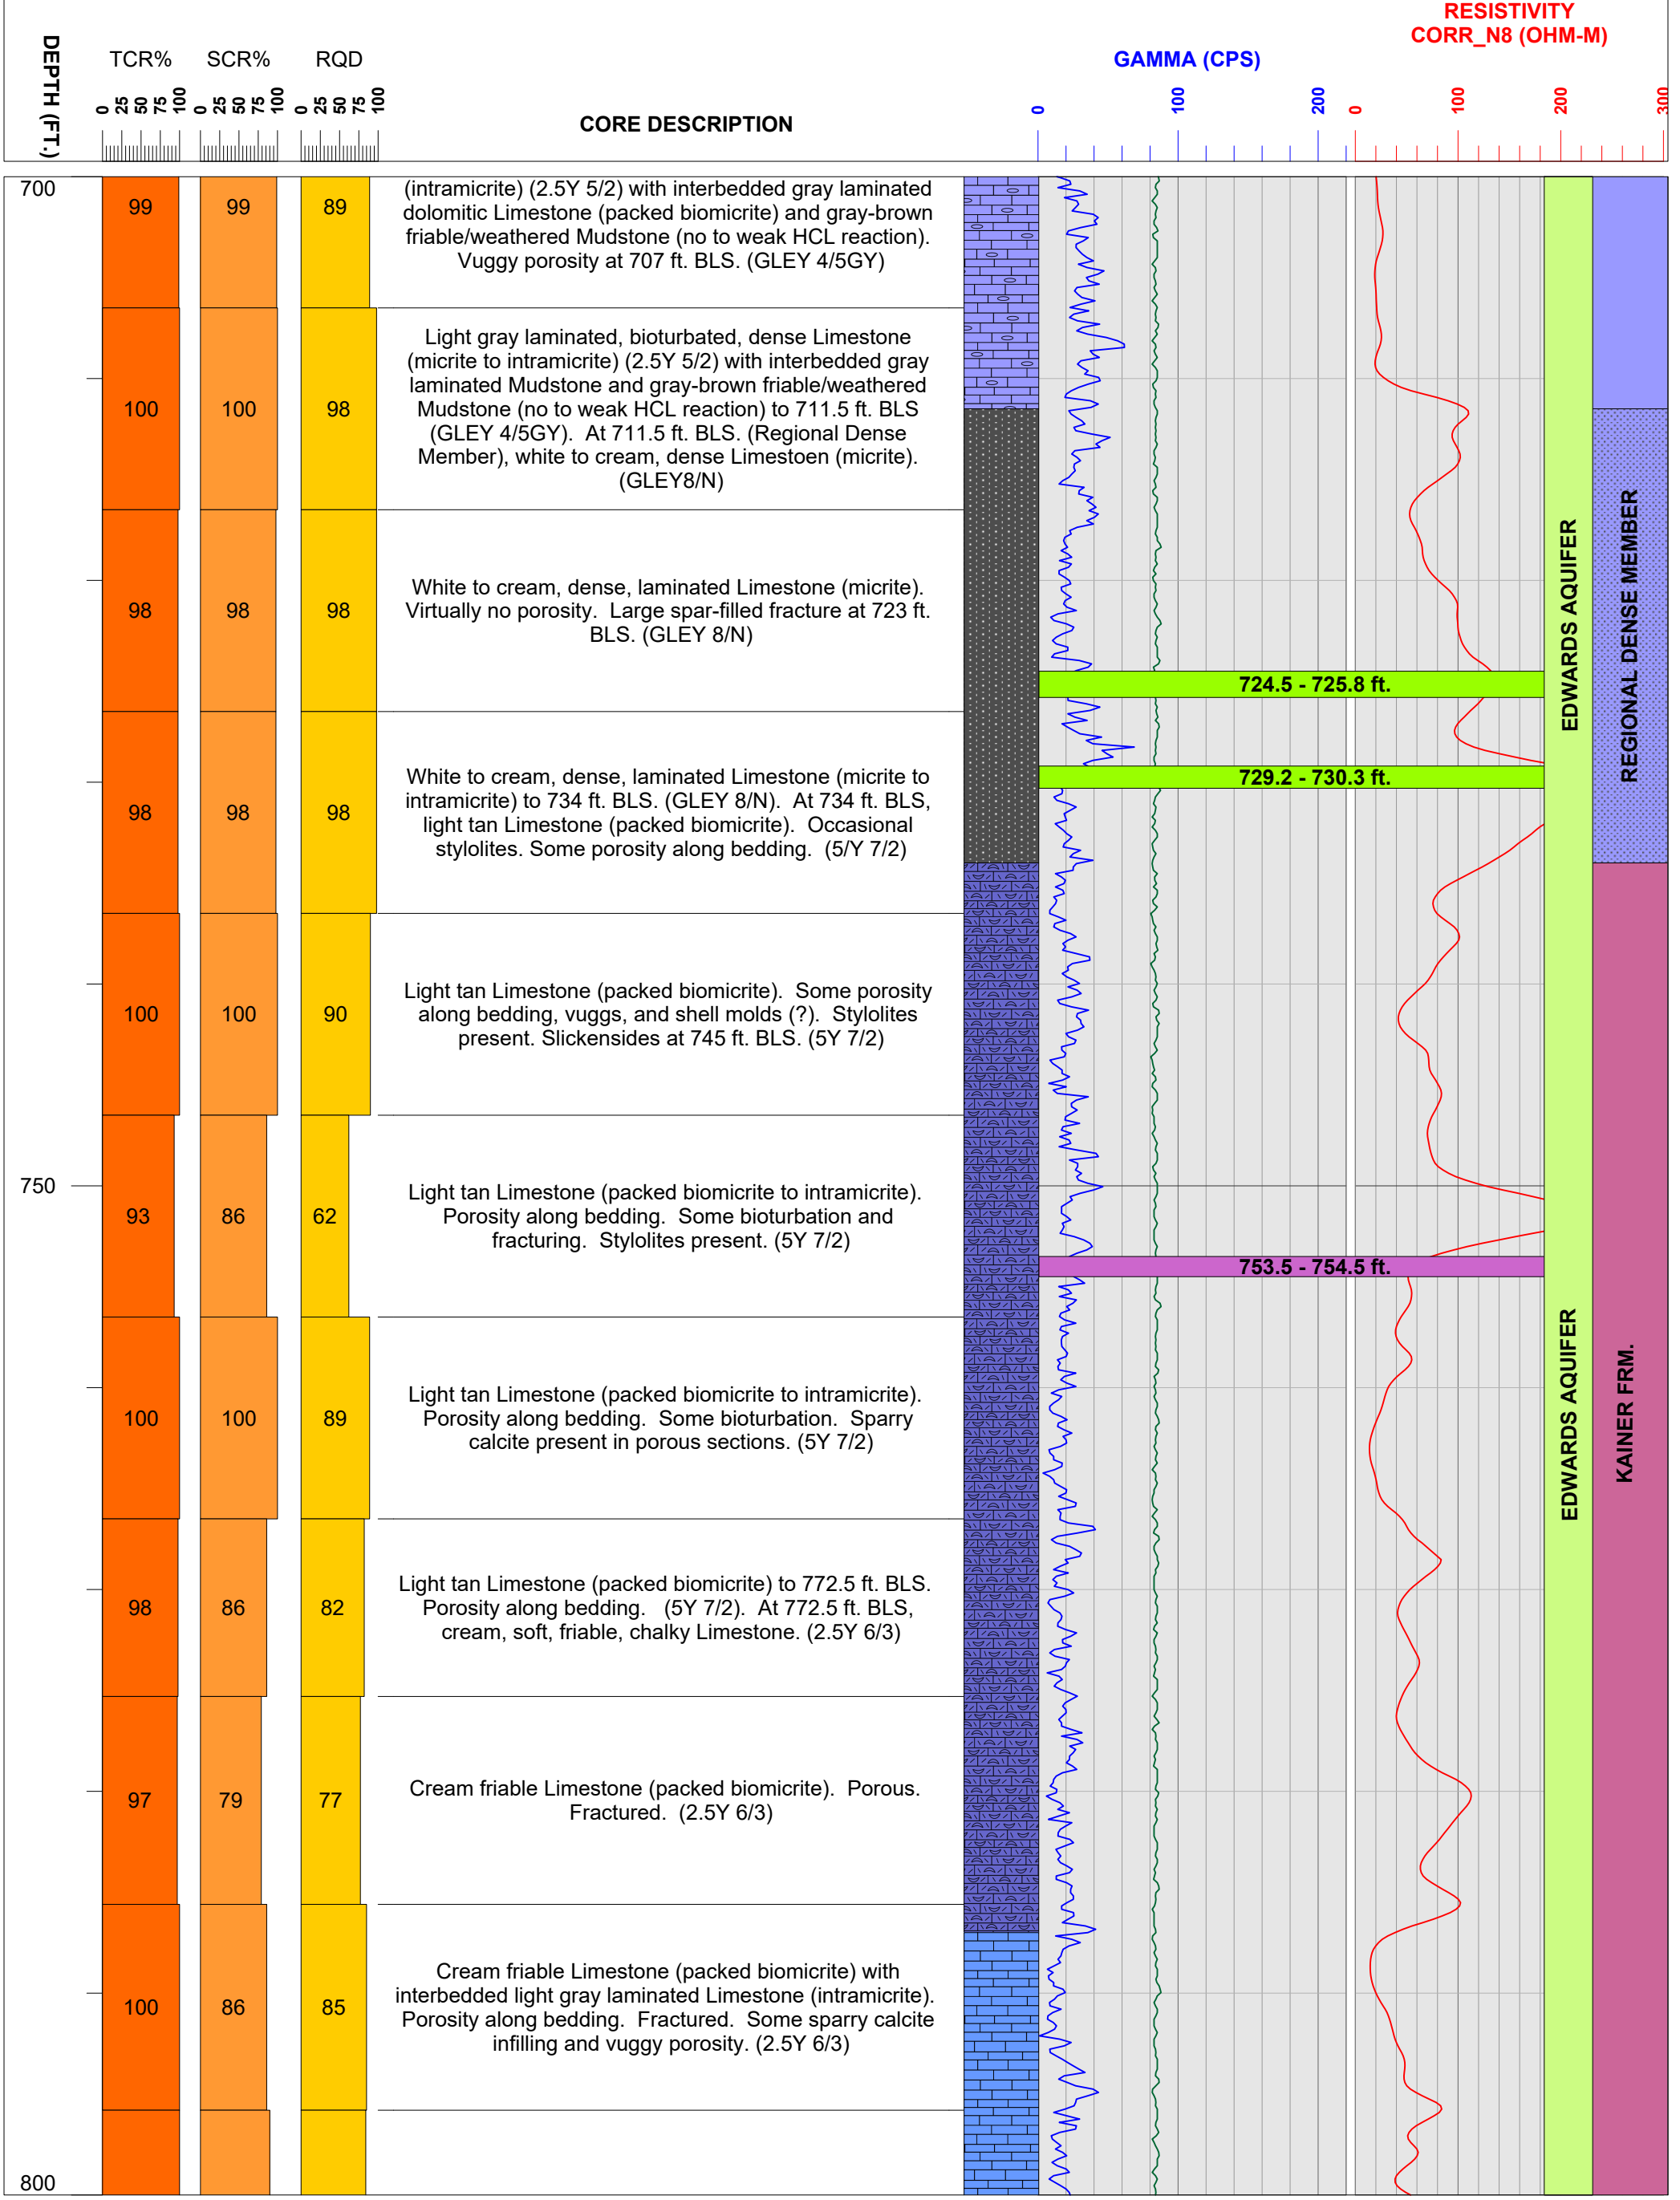 RESISTIVITY
CORR_N8 (OHM-M)
DEPTH (FT.)
TCR%
SCR%
RQD
GAMMA (CPS)
0 25 50 75 100
0 25 50 75 100
0 25 50 75 100
CORE DESCRIPTION
0 100 200
0 100 200 300
700
99 99 89
(intramicrite) (2.5Y 5/2) with interbedded gray laminated
dolomitic Limestone (packed biomicrite) and gray-brown
friable/weathered Mudstone (no to weak HCL reaction).
Vuggy porosity at 707 ft. BLS. (GLEY 4/5GY)
100 100 98
Light gray laminated, bioturbated, dense Limestone
(micrite to intramicrite) (2.5Y 5/2) with interbedded gray
laminated Mudstone and gray-brown friable/weathered
Mudstone (no to weak HCL reaction) to 711.5 ft. BLS
(GLEY 4/5GY). At 711.5 ft. BLS. (Regional Dense
Member), white to cream, dense Limestoen (micrite).
(GLEY8/N)
98 98 98
White to cream, dense, laminated Limestone (micrite).
Virtually no porosity. Large spar-filled fracture at 723 ft.
BLS. (GLEY 8/N)
724.5 - 725.8 ft.
EDWARDS AQUIFER
REGIONAL DENSE MEMBER
729.2 - 730.3 ft.
98 98 98
White to cream, dense, laminated Limestone (micrite to
intramicrite) to 734 ft. BLS. (GLEY 8/N). At 734 ft. BLS,
light tan Limestone (packed biomicrite). Occasional
stylolites. Some porosity along bedding. (5/Y 7/2)
100 100 90
Light tan Limestone (packed biomicrite). Some porosity
along bedding, vuggs, and shell molds (?). Stylolites
present. Slickensides at 745 ft. BLS. (5Y 7/2)
750
93 86 62
Light tan Limestone (packed biomicrite to intramicrite).
Porosity along bedding. Some bioturbation and
fracturing. Stylolites present. (5Y 7/2)
753.5 - 754.5 ft.
EDWARDS AQUIFER
KAINER FRM.
100 100 89
Light tan Limestone (packed biomicrite to intramicrite).
Porosity along bedding. Some bioturbation. Sparry
calcite present in porous sections. (5Y 7/2)
98 86 82
Light tan Limestone (packed biomicrite) to 772.5 ft. BLS.
Porosity along bedding. (5Y 7/2). At 772.5 ft. BLS,
cream, soft, friable, chalky Limestone. (2.5Y 6/3)
97 79 77
Cream friable Limestone (packed biomicrite). Porous.
Fractured. (2.5Y 6/3)
100 86 85
Cream friable Limestone (packed biomicrite) with
interbedded light gray laminated Limestone (intramicrite).
Porosity along bedding. Fractured. Some sparry calcite
infilling and vuggy porosity. (2.5Y 6/3)
800